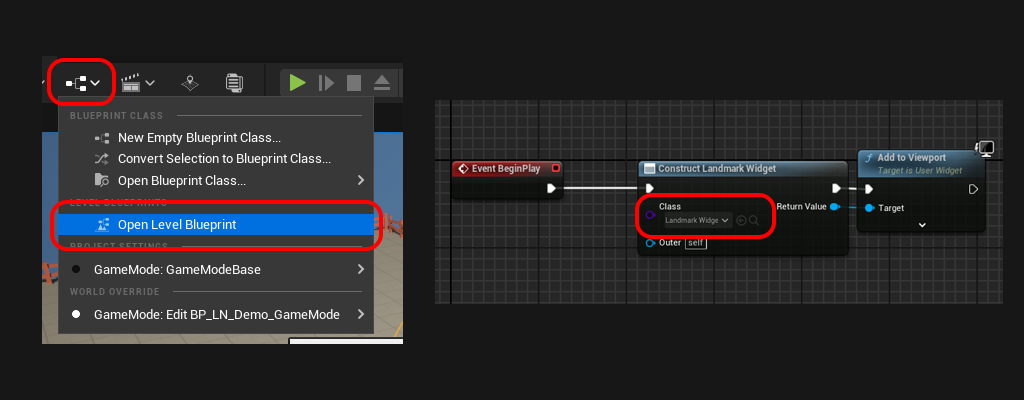 BLUEPRINT CLASS
New Empty Blueprint Class...
Convert Selection to Blueprint Class...
Open Blueprint Class...
LEVEL BLUEPRINTS
Open Level Blueprint
PROJECT SETTINGS
GameMode: GameModeBase
WORLD OVERRIDE
GameMode: Edit BP_LN_Demo_GameMode
Event BeginPlay
Construct Landmark Widget
Class
Landmark Widge
Return Value
Outer self
Add to Viewport
Target is User Widget
Target